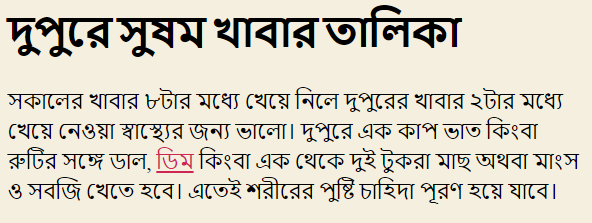 দুপুরে সুষম খাবার তালিকা
সকালের খাবার ৮টার মধ্যে খেয়ে নিলে দুপুরের খাবার ২টার মধ্যে
খেয়ে নেওয়া স্বাস্থ্যের জন্য ভালো। দুপুরে এক কাপ ভাত কিংবা
রুটির সঙ্গে ডাল, ডিম কিংবা এক থেকে দুই টুকরা মাছ অথবা মাংস
ও সবজি খেতে হবে। এতেই শরীরের পুষ্টি চাহিদা পূরণ হয়ে যাবে।